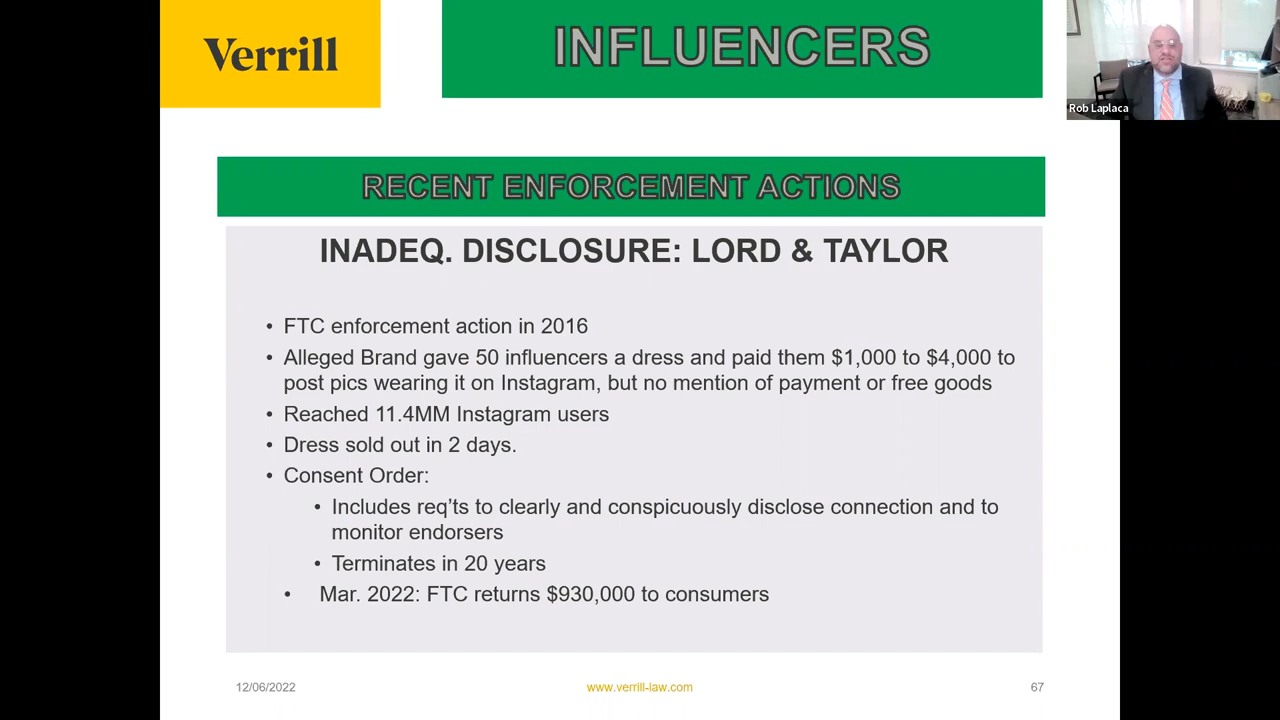 Verrill
INFLUENCERS
Rob Laplaca
RECENT ENFORCEMENT ACTIONS
INADEQ. DISCLOSURE: LORD & TAYLOR
• FTC enforcement action in 2016
• Alleged Brand gave 50 influencers a dress and paid them $1,000 to $4,000 to
post pics wearing it on Instagram, but no mention of payment or free goods
• Reached 11.4MM Instagram users
• Dress sold out in 2 days.
• Consent Order:
• Includes req'ts to clearly and conspicuously disclose connection and to
monitor endorsers
• Terminates in 20 years
• Mar. 2022: FTC returns $930,000 to consumers
12/06/2022
www.verrill-law.com
67